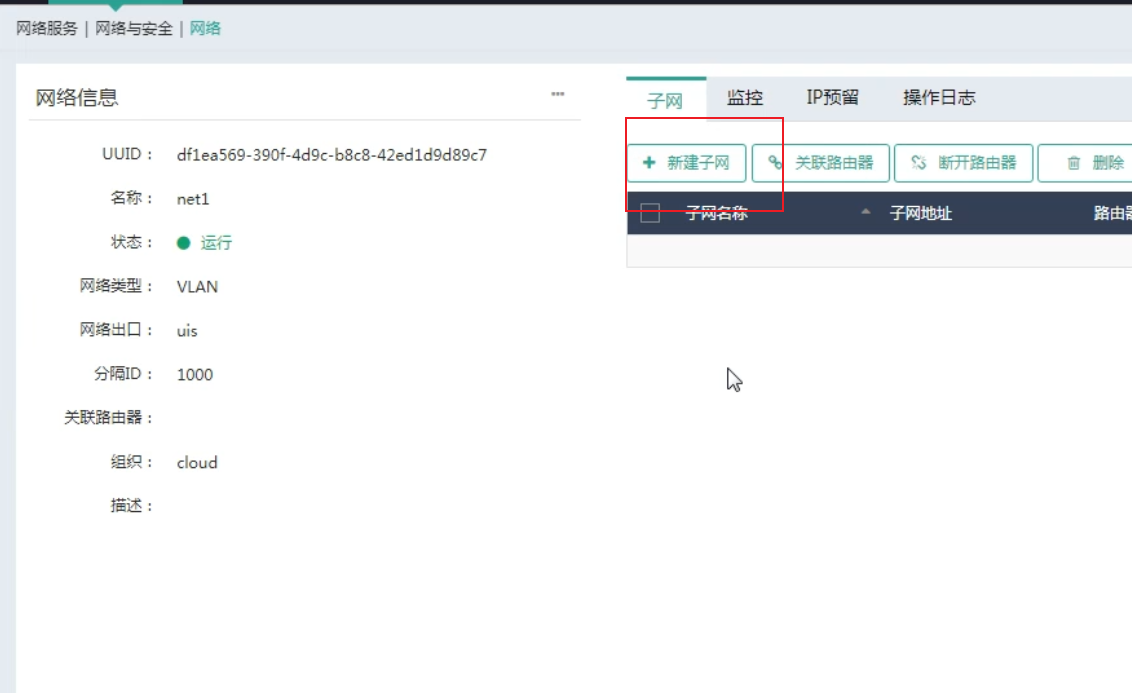 网络服务 | 网络与安全 | 网络
网络信息
UUID： df1ea569-390f-4d9c-b8c8-42ed1d9d89c7
名称： net1
状态： 运行
网络类型： VLAN
网络出口： uis
分隔ID： 1000
关联路由器：
组织： cloud
描述：
子网 监控 IP预留 操作日志
新建子网 关联路由器 断开路由器 删除
子网名称 子网地址 路由器